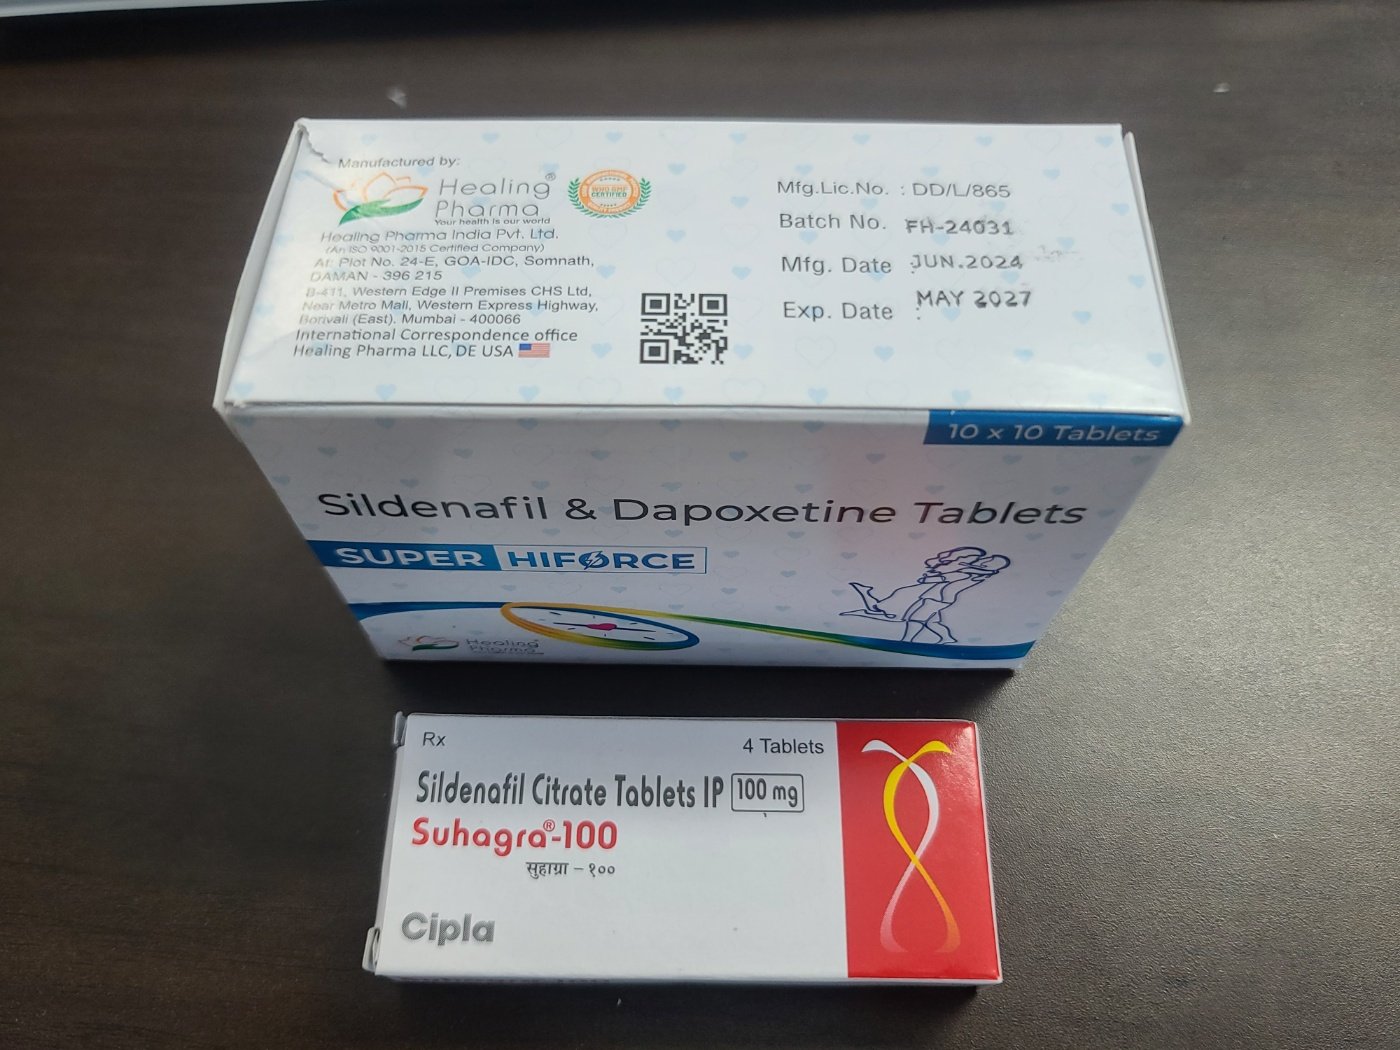 Manufactured by:
Healing®
Pharma
Your health is our world
WHO GMP
CERTIFIED
Healing Pharma India Pvt. Ltd.
(An ISO 9001-2015 Certified Company)
At: Plot No. 24-E, GOA-IDC, Somnath,
DAMAN - 396 215
B-411, Western Edge II Premises CHS Ltd,
Near Metro Mall, Western Express Highway,
Borivali (East). Mumbai - 400066
International Correspondence office
Healing Pharma LLC, DE USA
Mfg.Lic.No. : DD/L/865
Batch No. FH-24031
Mfg. Date : JUN.2024
Exp. Date : MAY 2027
10 x 10 Tablets
Sildenafil & Dapoxetine Tablets
SUPER HIFORCE
Healing
Pharma
Rx
4 Tablets
Sildenafil Citrate Tablets IP 100 mg
Suhagra®-100
सुहाग्रा – १००
Cipla